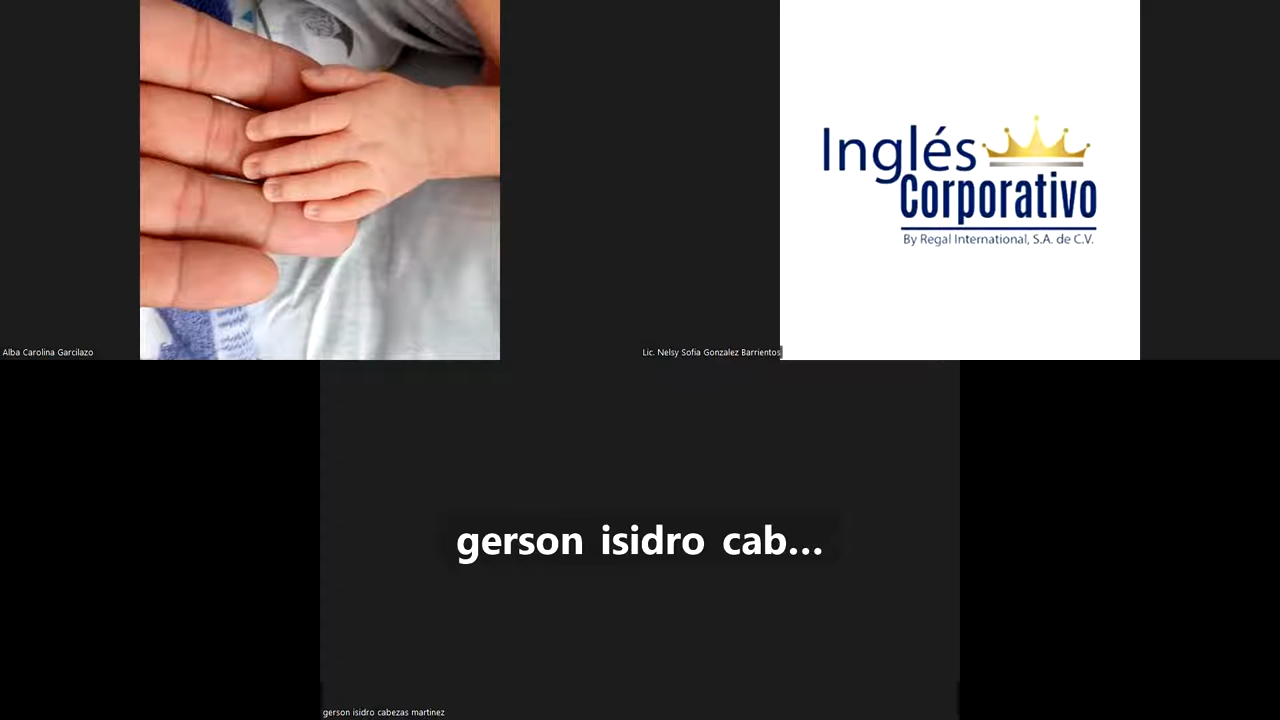 Inglés
Corporativo
By Regal International, S.A. de C.V.
Alba Carolina Garcilazo
Lic. Nelsy Sofia Gonzalez Barrientos
gerson isidro cab...
gerson isidro cabezas martinez